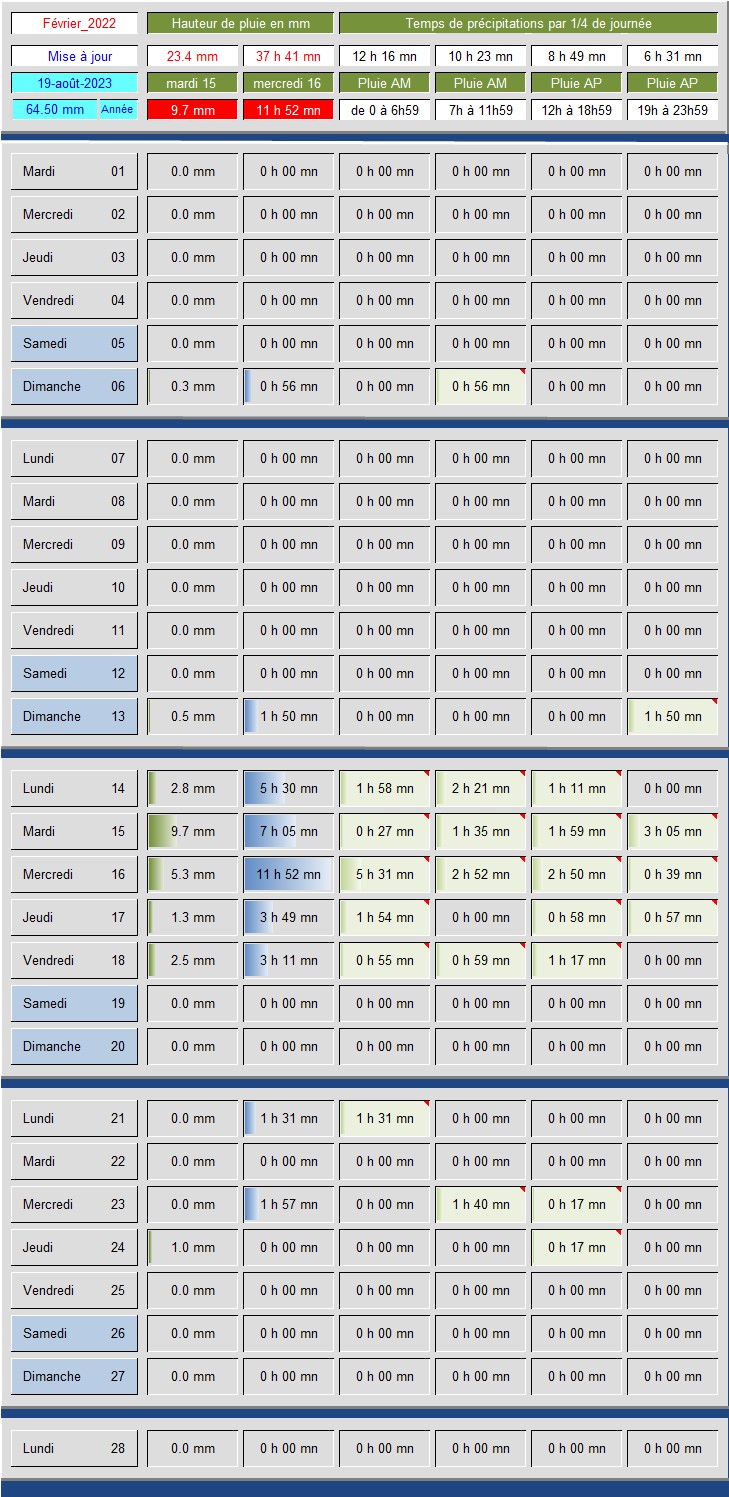 Février_2022 Hauteur de pluie en mm Temps de précipitations par 1/4 de journée
Mise à jour 23.4 mm 37 h 41 mn 12 h 16 mn 10 h 23 mn 8 h 49 mn 6 h 31 mn
19-août-2023 mardi 15 mercredi 16 Pluie AM Pluie AM Pluie AP Pluie AP
64.50 mm Année 9.7 mm 11 h 52 mn de 0 à 6h59 7h à 11h59 12h à 18h59 19h à 23h59
Mardi 01 0.0 mm 0 h 00 mn 0 h 00 mn 0 h 00 mn 0 h 00 mn 0 h 00 mn
Mercredi 02 0.0 mm 0 h 00 mn 0 h 00 mn 0 h 00 mn 0 h 00 mn 0 h 00 mn
Jeudi 03 0.0 mm 0 h 00 mn 0 h 00 mn 0 h 00 mn 0 h 00 mn 0 h 00 mn
Vendredi 04 0.0 mm 0 h 00 mn 0 h 00 mn 0 h 00 mn 0 h 00 mn 0 h 00 mn
Samedi 05 0.0 mm 0 h 00 mn 0 h 00 mn 0 h 00 mn 0 h 00 mn 0 h 00 mn
Dimanche 06 0.3 mm 0 h 56 mn 0 h 00 mn 0 h 56 mn 0 h 00 mn 0 h 00 mn
Lundi 07 0.0 mm 0 h 00 mn 0 h 00 mn 0 h 00 mn 0 h 00 mn 0 h 00 mn
Mardi 08 0.0 mm 0 h 00 mn 0 h 00 mn 0 h 00 mn 0 h 00 mn 0 h 00 mn
Mercredi 09 0.0 mm 0 h 00 mn 0 h 00 mn 0 h 00 mn 0 h 00 mn 0 h 00 mn
Jeudi 10 0.0 mm 0 h 00 mn 0 h 00 mn 0 h 00 mn 0 h 00 mn 0 h 00 mn
Vendredi 11 0.0 mm 0 h 00 mn 0 h 00 mn 0 h 00 mn 0 h 00 mn 0 h 00 mn
Samedi 12 0.0 mm 0 h 00 mn 0 h 00 mn 0 h 00 mn 0 h 00 mn 0 h 00 mn
Dimanche 13 0.5 mm 1 h 50 mn 0 h 00 mn 0 h 00 mn 0 h 00 mn 1 h 50 mn
Lundi 14 2.8 mm 5 h 30 mn 1 h 58 mn 2 h 21 mn 1 h 11 mn 0 h 00 mn
Mardi 15 9.7 mm 7 h 05 mn 0 h 27 mn 1 h 35 mn 1 h 59 mn 3 h 05 mn
Mercredi 16 5.3 mm 11 h 52 mn 5 h 31 mn 2 h 52 mn 2 h 50 mn 0 h 39 mn
Jeudi 17 1.3 mm 3 h 49 mn 1 h 54 mn 0 h 00 mn 0 h 58 mn 0 h 57 mn
Vendredi 18 2.5 mm 3 h 11 mn 0 h 55 mn 0 h 59 mn 1 h 17 mn 0 h 00 mn
Samedi 19 0.0 mm 0 h 00 mn 0 h 00 mn 0 h 00 mn 0 h 00 mn 0 h 00 mn
Dimanche 20 0.0 mm 0 h 00 mn 0 h 00 mn 0 h 00 mn 0 h 00 mn 0 h 00 mn
Lundi 21 0.0 mm 1 h 31 mn 1 h 31 mn 0 h 00 mn 0 h 00 mn 0 h 00 mn
Mardi 22 0.0 mm 0 h 00 mn 0 h 00 mn 0 h 00 mn 0 h 00 mn 0 h 00 mn
Mercredi 23 0.0 mm 1 h 57 mn 0 h 00 mn 1 h 40 mn 0 h 17 mn 0 h 00 mn
Jeudi 24 1.0 mm 0 h 00 mn 0 h 00 mn 0 h 00 mn 0 h 17 mn 0 h 00 mn
Vendredi 25 0.0 mm 0 h 00 mn 0 h 00 mn 0 h 00 mn 0 h 00 mn 0 h 00 mn
Samedi 26 0.0 mm 0 h 00 mn 0 h 00 mn 0 h 00 mn 0 h 00 mn 0 h 00 mn
Dimanche 27 0.0 mm 0 h 00 mn 0 h 00 mn 0 h 00 mn 0 h 00 mn 0 h 00 mn
Lundi 28 0.0 mm 0 h 00 mn 0 h 00 mn 0 h 00 mn 0 h 00 mn 0 h 00 mn